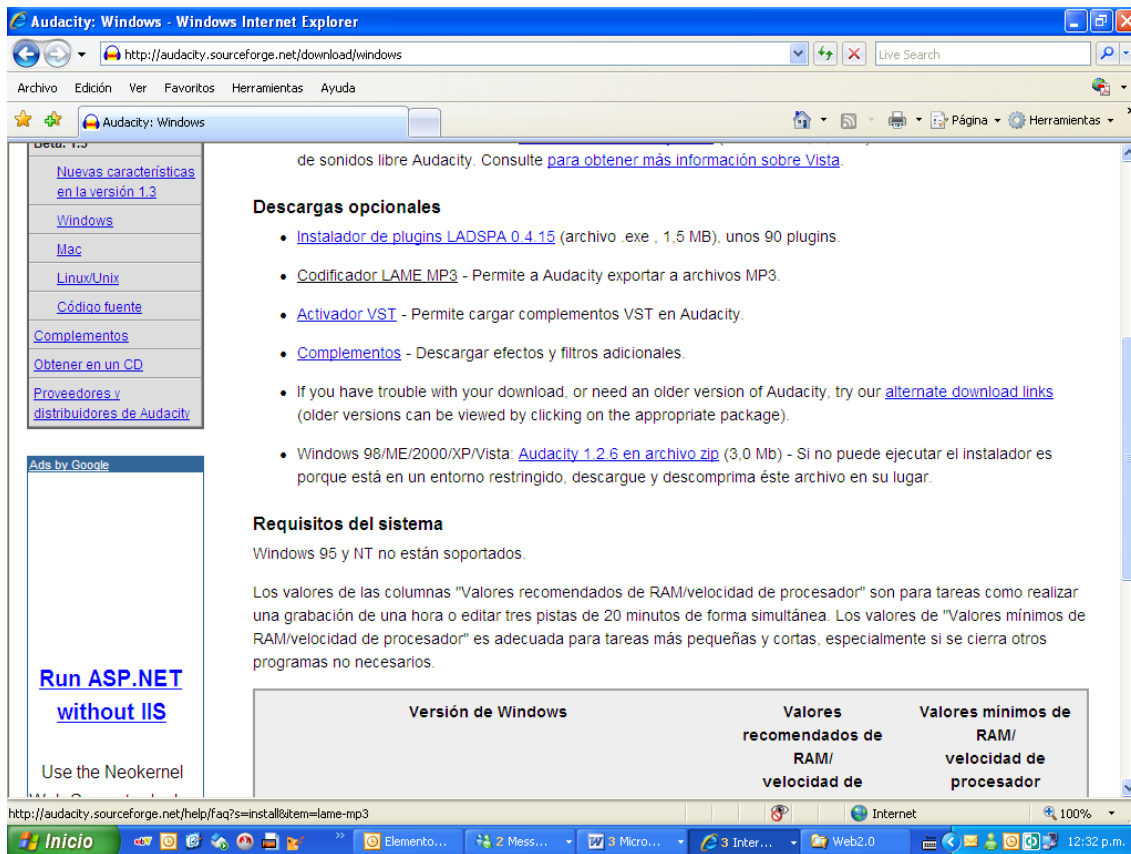 Audacity: Windows - Windows Internet Explorer
http://audacity.sourceforge.net/download/windows
Live Search
Archivo Edición Ver Favoritos Herramientas Ayuda
Audacity: Windows
Página
Herramientas
Beta: 1.3
Nuevas características
en la versión 1.3
Windows
Mac
Linux/Unix
Código fuente
Complementos
Obtener en un CD
Proveedores y
distribuidores de Audacity
Ads by Google
Run ASP.NET
without IIS
Use the Neokernel
de sonidos libre Audacity. Consulte para obtener más información sobre Vista.
Descargas opcionales
Instalador de plugins LADSPA 0.4.15 (archivo .exe , 1,5 MB), unos 90 plugins.
Codificador LAME MP3 - Permite a Audacity exportar a archivos MP3.
Activador VST - Permite cargar complementos VST en Audacity.
Complementos - Descargar efectos y filtros adicionales.
If you have trouble with your download, or need an older version of Audacity, try our alternate download links
(older versions can be viewed by clicking on the appropriate package).
Windows 98/ME/2000/XP/Vista: Audacity 1.2.6 en archivo zip (3,0 Mb) - Si no puede ejecutar el instalador es
porque está en un entorno restringido, descargue y descomprima éste archivo en su lugar.
Requisitos del sistema
Windows 95 y NT no están soportados.
Los valores de las columnas "Valores recomendados de RAM/velocidad de procesador" son para tareas como realizar
una grabación de una hora o editar tres pistas de 20 minutos de forma simultánea. Los valores de "Valores mínimos de
RAM/velocidad de procesador" es adecuada para tareas más pequeñas y cortas, especialmente si se cierra otros
programas no necesarios.
Versión de Windows
Valores
recomendados de
RAM/
velocidad de
Valores mínimos de
RAM/
velocidad de
procesador
http://audacity.sourceforge.net/help/faq?s=install&item=lame-mp3
Internet
100%
Inicio
Elemento...
2 Mess...
3 Micro...
3 Inter...
Web2.0
12:32 p.m.